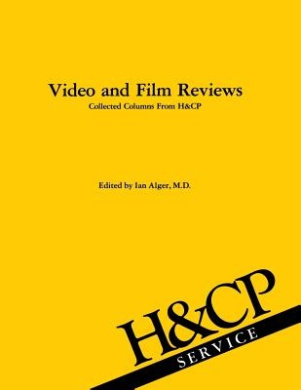 Video and Film Reviews
Collected Columns From H&CP
Edited by Ian Alger, M.D.
H&CP
SERVICE